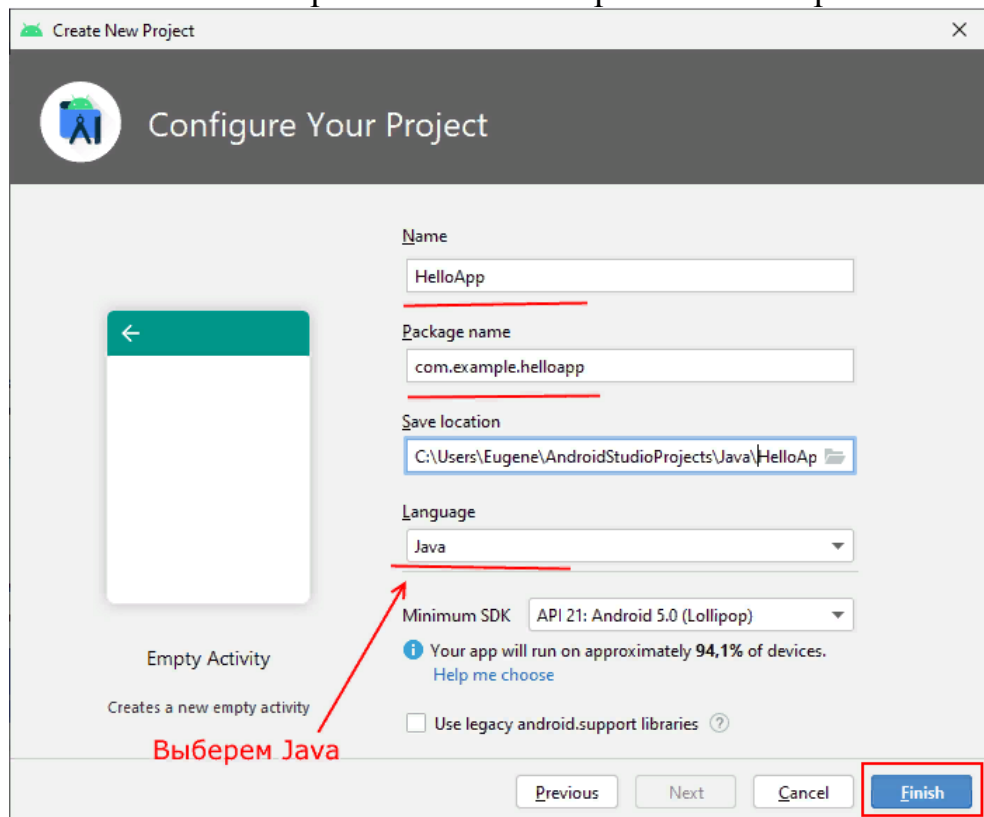 Create New Project
Configure Your Project
Name
HelloApp
Package name
com.example.helloapp
Save location
C:\Users\Eugene\AndroidStudioProjects\Java\HelloAp
Language
Java
Minimum SDK API 21: Android 5.0 (Lollipop)
Your app will run on approximately 94,1% of devices.
Help me choose
Use legacy android.support libraries ?
Empty Activity
Creates a new empty activity
Выберем Java
Previous Next Cancel Finish